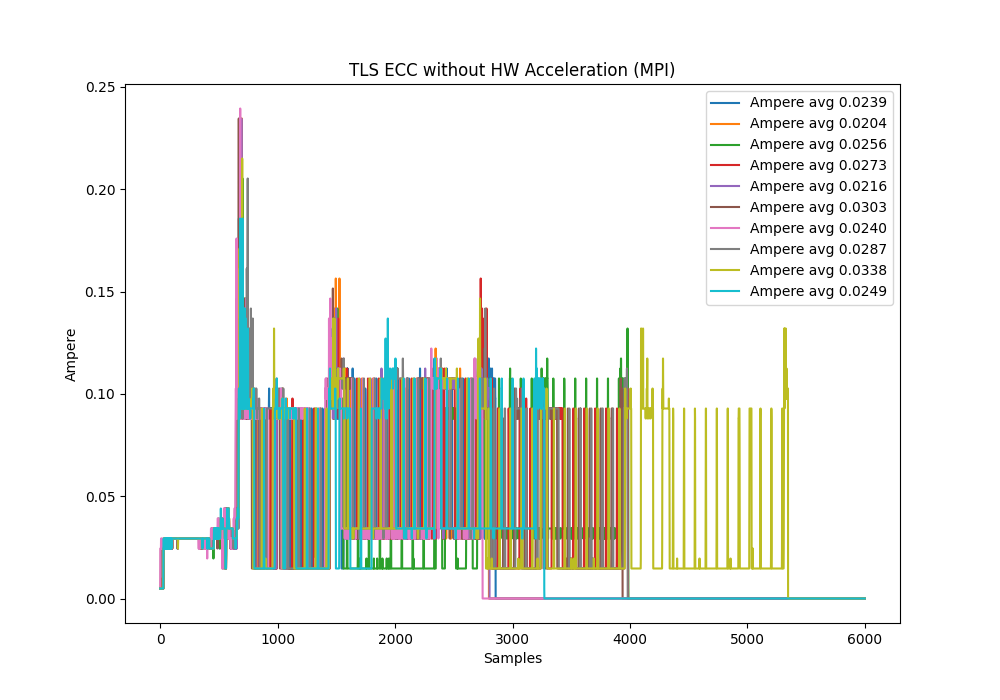 TLS ECC without HW Acceleration (MPI)
0.25
0.20
0.15
0.10
0.05
0.00
Ampere
Ampere avg 0.0239
Ampere avg 0.0204
Ampere avg 0.0256
Ampere avg 0.0273
Ampere avg 0.0216
Ampere avg 0.0303
Ampere avg 0.0240
Ampere avg 0.0287
Ampere avg 0.0338
Ampere avg 0.0249
0 1000 2000 3000 4000 5000 6000
Samples